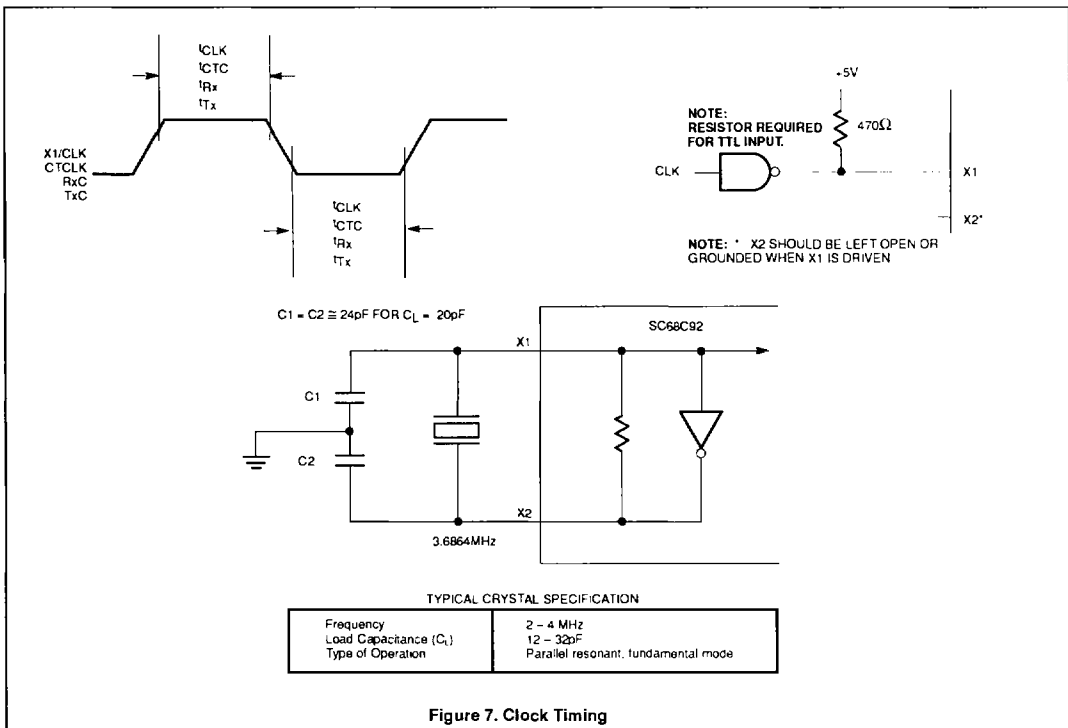 tCLK
tCTC
tRx
tTx
X1/CLK
CTCLK
RxC
TxC
tCLK
tCTC
tRx
tTx
+5V
NOTE:
RESISTOR REQUIRED
FOR TTL INPUT.
470Ω
CLK
X1
X2*
NOTE: * X2 SHOULD BE LEFT OPEN OR
GROUNDED WHEN X1 IS DRIVEN
C1 = C2 ≅ 24pF FOR CL = 20pF
SC68C92
X1
C1
C2
X2
3.6864MHz
TYPICAL CRYSTAL SPECIFICATION
Frequency 2 – 4 MHz
Load Capacitance (CL) 12 – 32pF
Type of Operation Parallel resonant, fundamental mode
Figure 7. Clock Timing